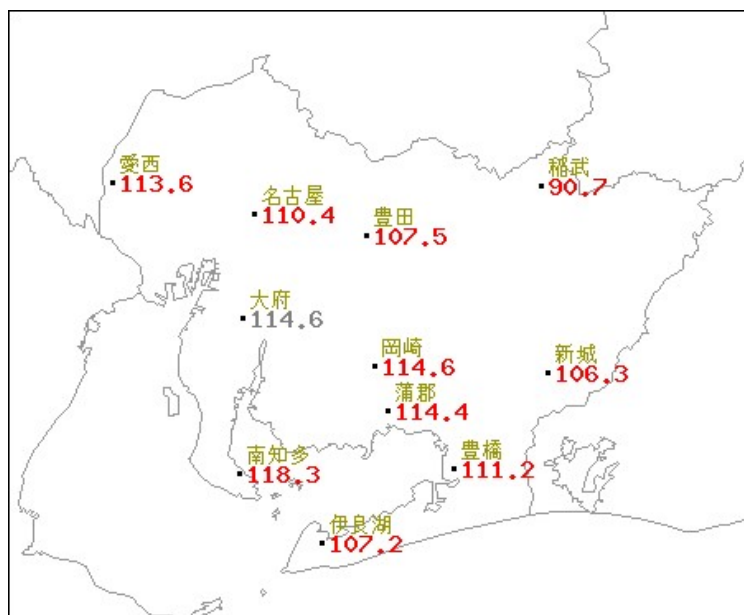 愛西
113.6
稲武
90.7
名古屋
110.4
豊田
107.5
大府
114.6
岡崎
114.6
新城
106.3
蒲郡
114.4
南知多
118.3
豊橋
111.2
伊良湖
107.2